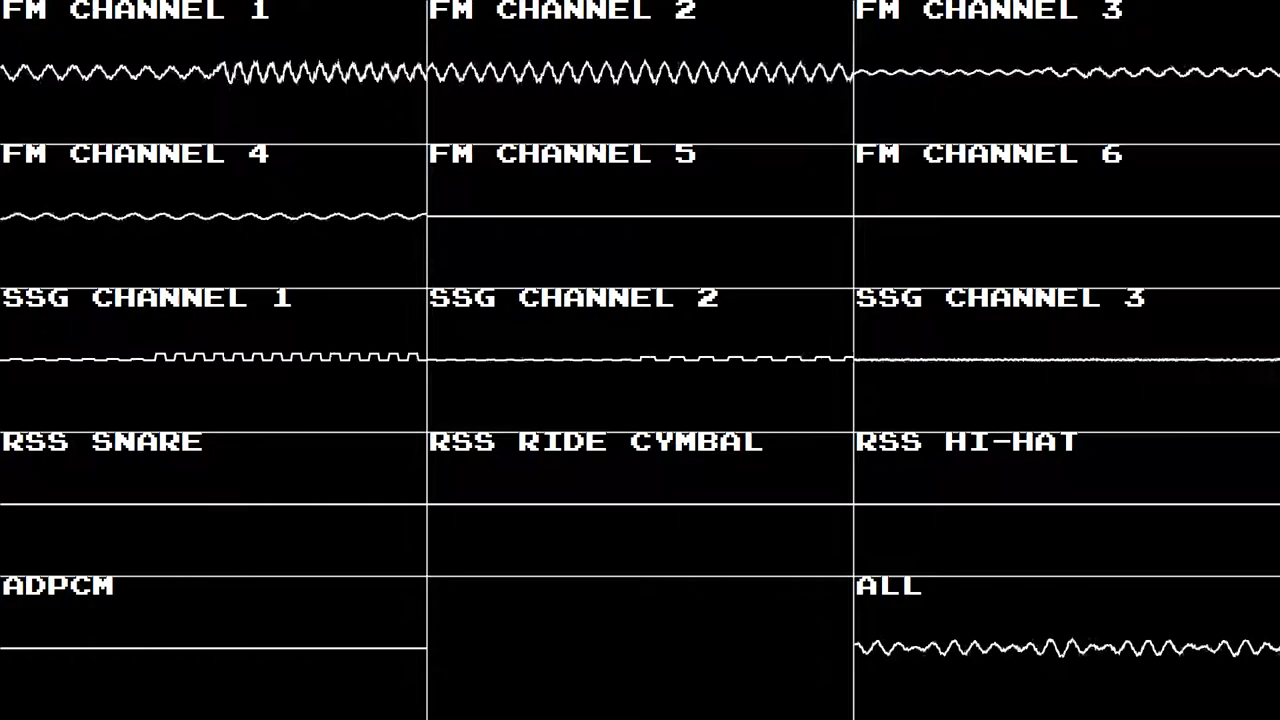 FM CHANNEL 1
FM CHANNEL 2
FM CHANNEL 3
FM CHANNEL 4
FM CHANNEL 5
FM CHANNEL 6
SSG CHANNEL 1
SSG CHANNEL 2
SSG CHANNEL 3
RSS SNARE
RSS RIDE CYMBAL
RSS HI-HAT
ADPCM
ALL